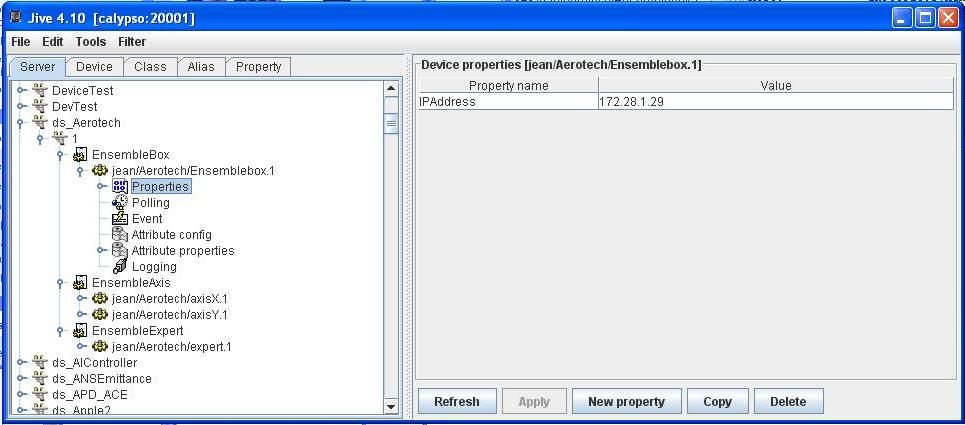 Jive 4.10 [calypso:20001]
File Edit Tools Filter
Server Device Class Alias Property
DeviceTest
DevTest
ds_Aerotech
1
EnsembleBox
jean/Aerotech/Ensemblebox.1
Properties
Polling
Event
Attribute config
Attribute properties
Logging
EnsembleAxis
jean/Aerotech/axisX.1
jean/Aerotech/axisY.1
EnsembleExpert
jean/Aerotech/expert.1
ds_AIController
ds_ANSEmittance
ds_APD_ACE
ds_Apple2
Device properties [jean/Aerotech/Ensemblebox.1]
Property name Value
IPAddress 172.28.1.29
Refresh Apply New property Copy Delete